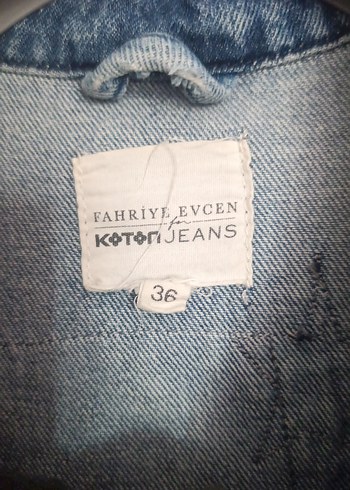 FAHRİYE EVCEN
for
KOTON JEANS
36